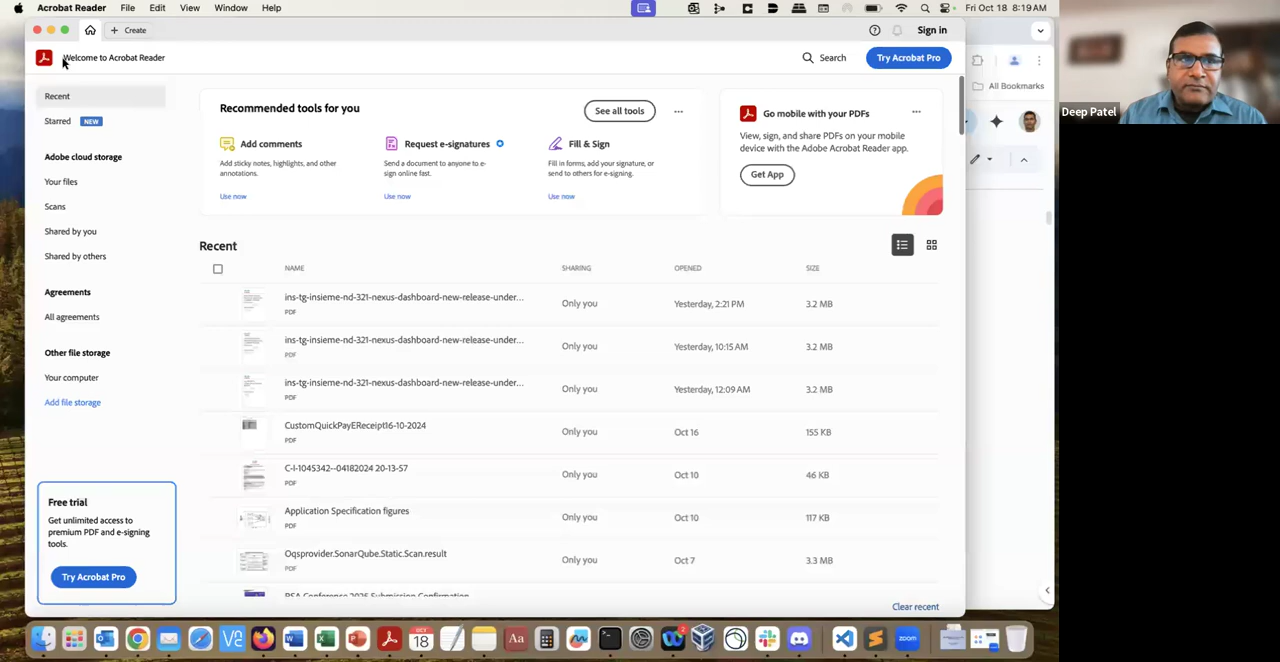 Acrobat Reader File Edit View Window Help Fri Oct 18 8:19 AM
Create Sign in
Welcome to Acrobat Reader Search Try Acrobat Pro
All Bookmarks
Deep Patel
Recent
Starred NEW
Adobe cloud storage
Your files
Scans
Shared by you
Shared by others
Agreements
All agreements
Other file storage
Your computer
Add file storage
Free trial
Get unlimited access to
premium PDF and e-signing
tools.
Try Acrobat Pro
Recommended tools for you See all tools
Add comments
Add sticky notes, highlights, and other
annotations.
Use now
Request e-signatures
Send a document to anyone to e-
sign online fast.
Use now
Fill & Sign
Fill in forms, add your signature, or
send to others for e-signing.
Use now
Go mobile with your PDFs
View, sign, and share PDFs on your mobile
device with the Adobe Acrobat Reader app.
Get App
Recent
NAME SHARING OPENED SIZE
ins-tg-insieme-nd-321-nexus-dashboard-new-release-under... Only you Yesterday, 2:21 PM 3.2 MB
PDF
ins-tg-insieme-nd-321-nexus-dashboard-new-release-under... Only you Yesterday, 10:15 AM 3.2 MB
PDF
ins-tg-insieme-nd-321-nexus-dashboard-new-release-under... Only you Yesterday, 12:09 AM 3.2 MB
PDF
CustomQuickPayEReceipt16-10-2024 Only you Oct 16 155 KB
PDF
C-I-1045342--04182024 20-13-57 Only you Oct 10 46 KB
PDF
Application Specification figures Only you Oct 10 117 KB
PDF
Oqsprovider.SonarQube.Static.Scan.result Only you Oct 7 3.3 MB
PDF
RSA Conference 2025 Submission Confirmation
Clear recent
OCT
18
Aa
zoom